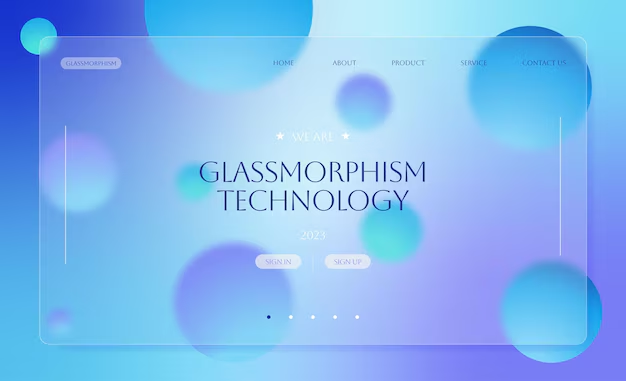 GLASSMORPHISM
HOME ABOUT PRODUCT SERVICE CONTACT US
★ WE ARE ★
GLASSMORPHISM
TECHNOLOGY
2023
SIGN IN SIGN UP